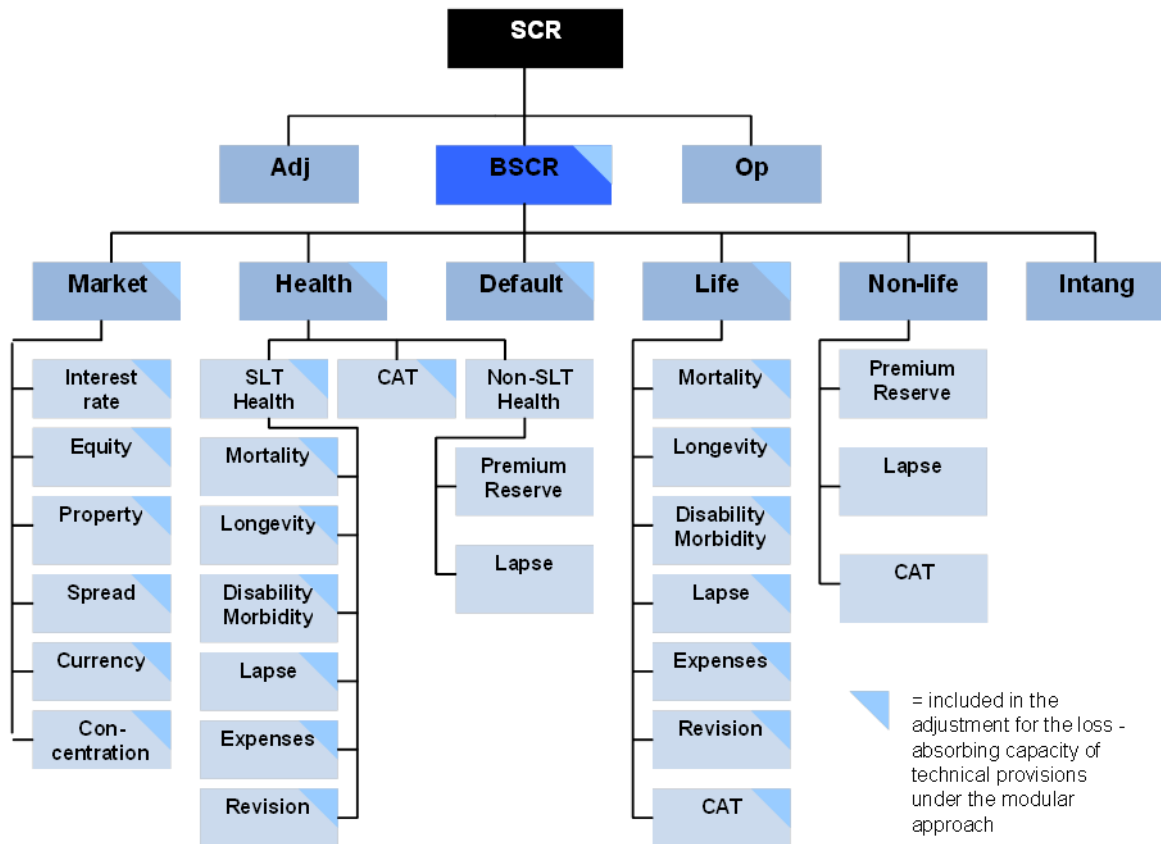 SCR
Adj
BSCR
Op
Market
Health
Default
Life
Non-life
Intang
Interest
rate
Equity
Property
Spread
Currency
Con-
centration
SLT
Health
CAT
Non-SLT
Health
Mortality
Longevity
Disability
Morbidity
Lapse
Expenses
Revision
Premium
Reserve
Lapse
Mortality
Longevity
Disability
Morbidity
Lapse
Expenses
Revision
CAT
Premium
Reserve
Lapse
CAT
= included in the
adjustment for the loss -
absorbing capacity of
technical provisions
under the modular
approach